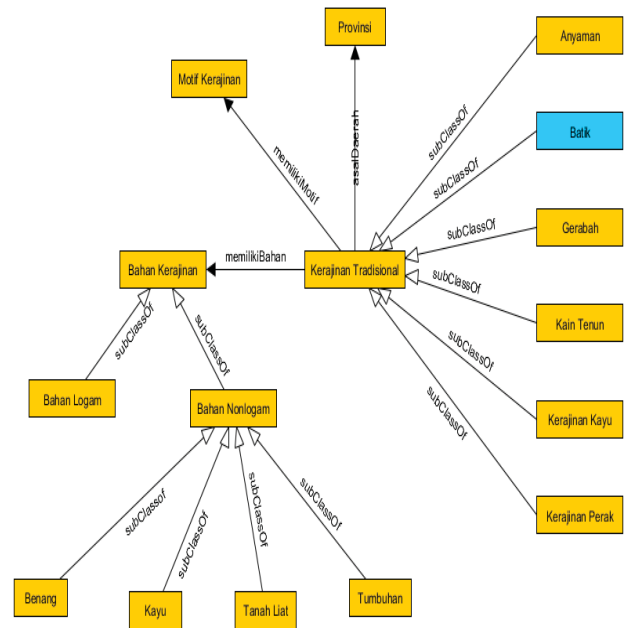 Provinsi
Anyaman
Motif Kerajinan
Batik
subClassOf
subClassOf
memilikiMotif
asalDaerah
subClassOf
Gerabah
Bahan Kerajinan
memilikiBahan
Kerajinan Tradisional
subClassOf
Kain Tenun
subClassOf
subClassOf
subClassOf
Bahan Logam
Bahan Nonlogam
subClassOf
Kerajinan Kayu
subClassof
subClassOf
subClassOf
subClassOf
Kerajinan Perak
Benang
Kayu
Tanah Liat
Tumbuhan